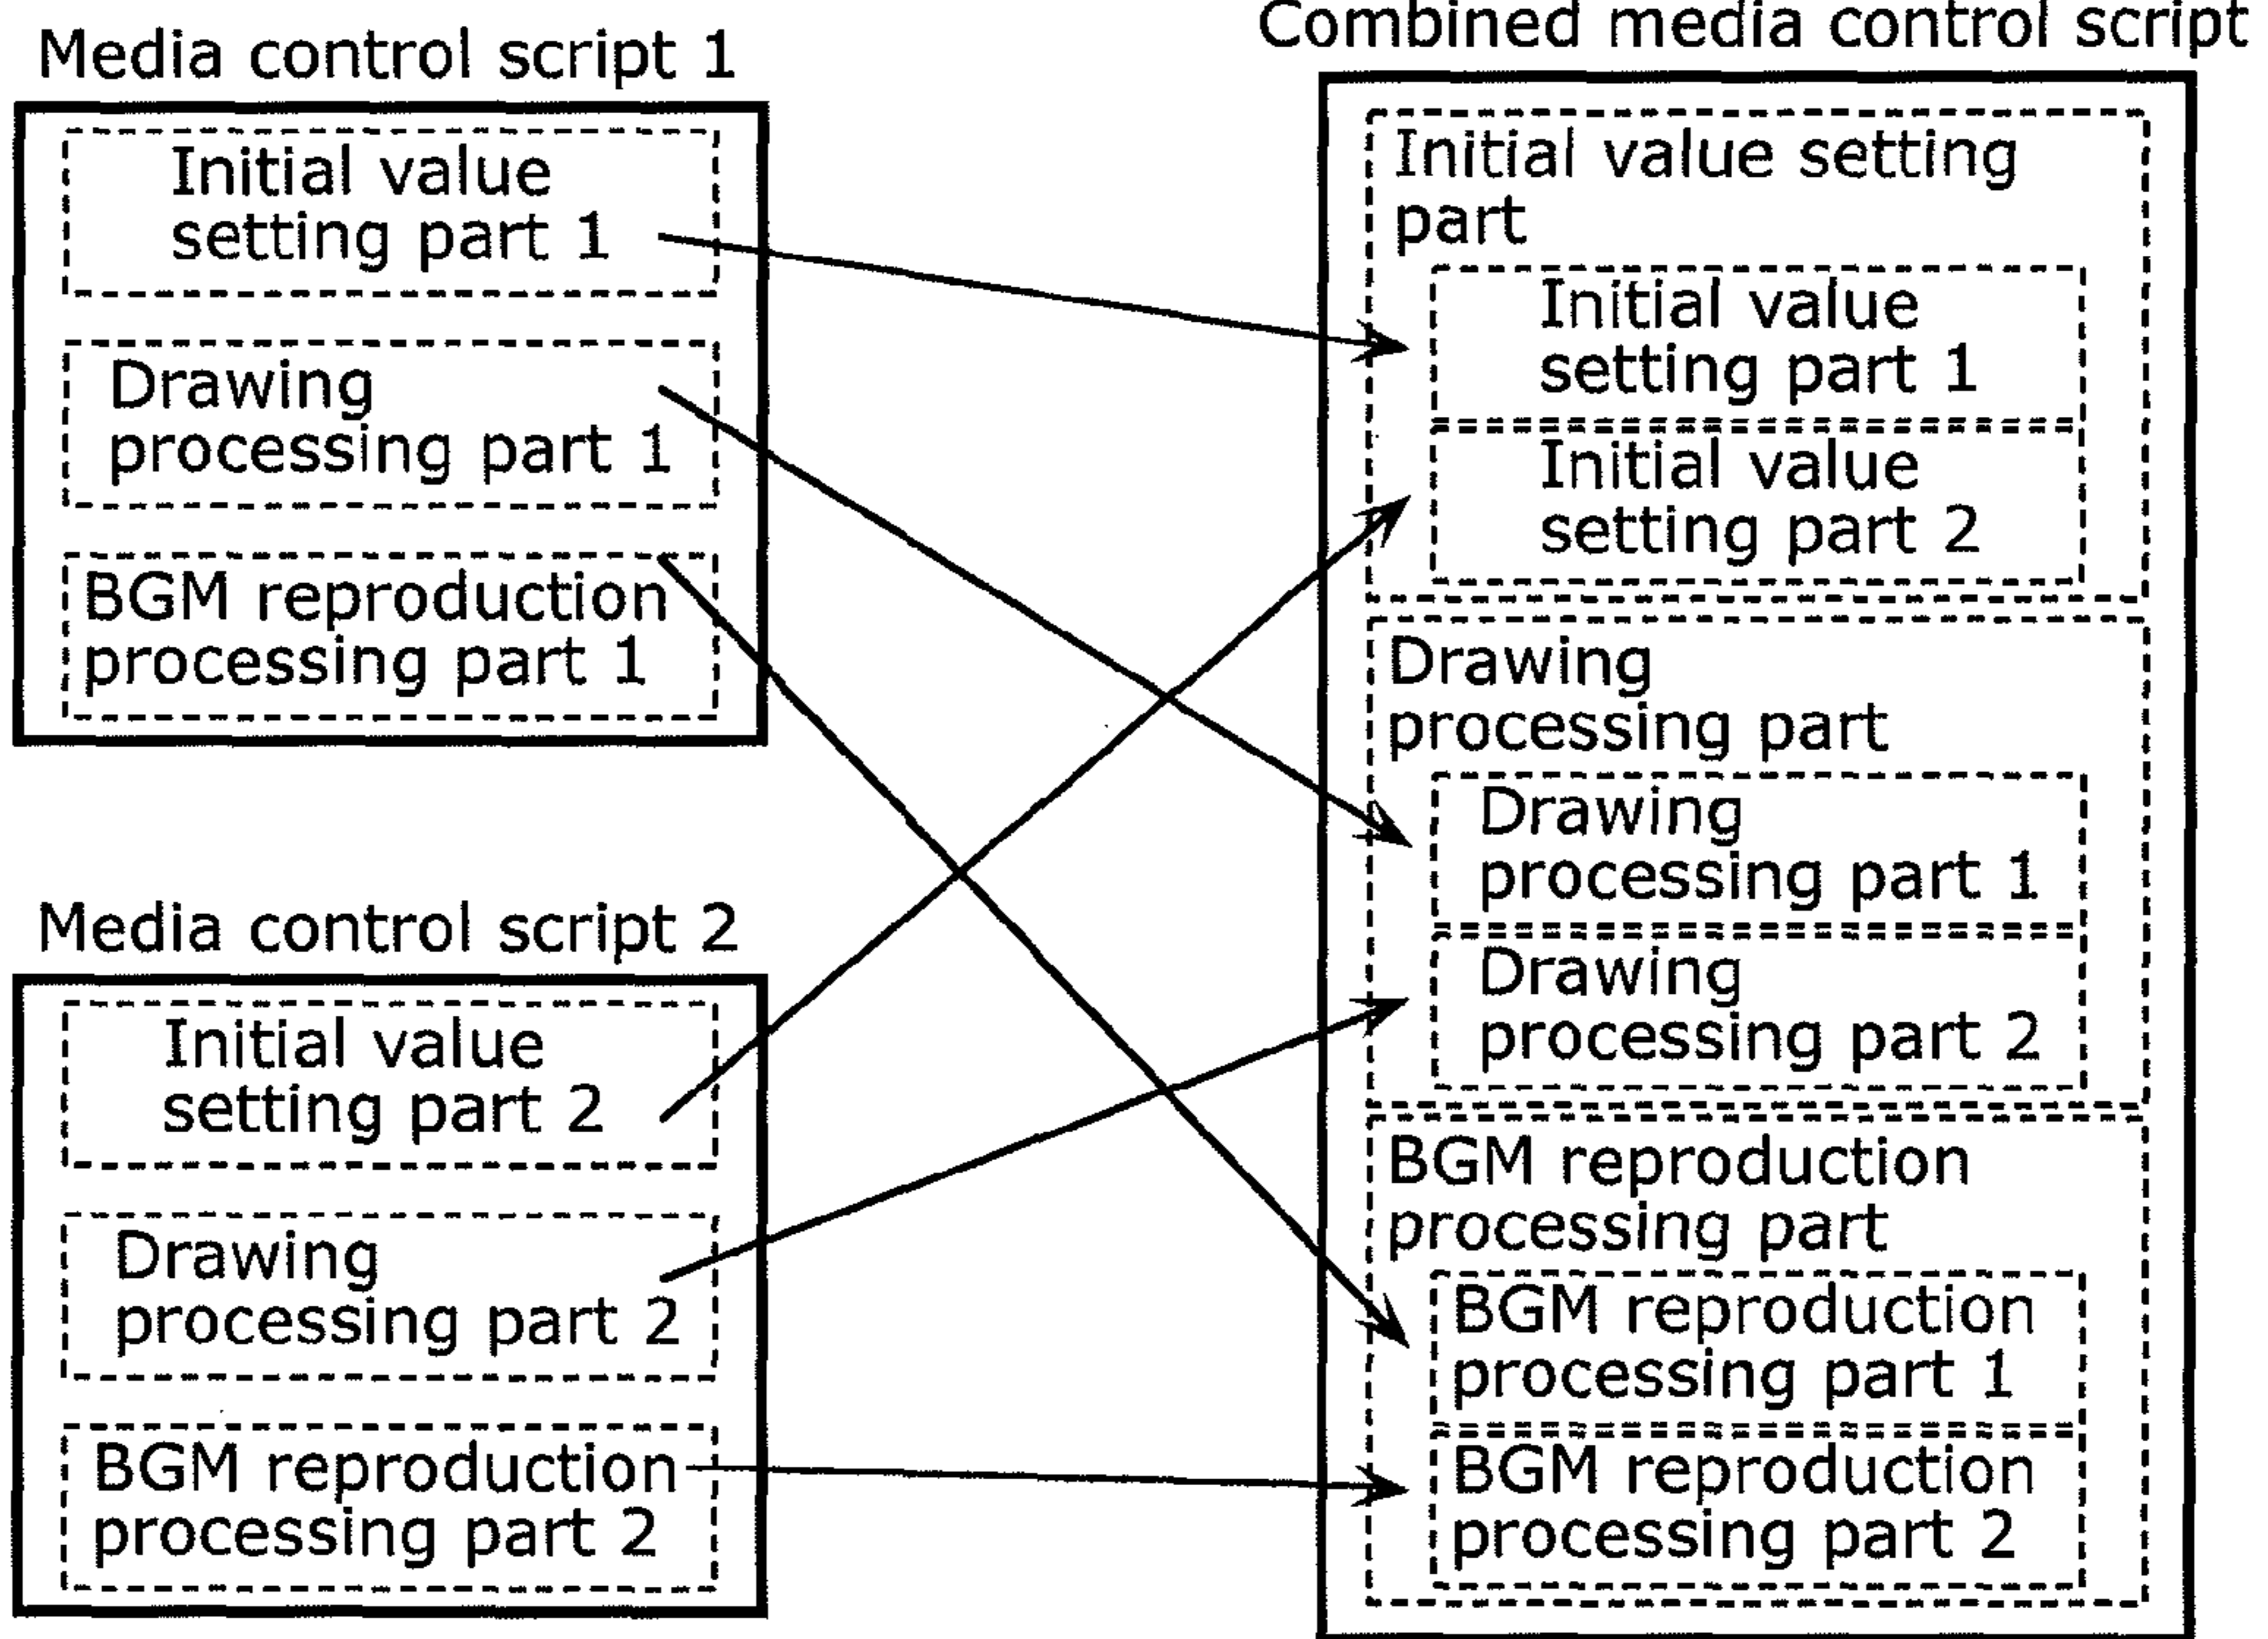 Media control script 1
Initial value
setting part 1
Drawing
processing part 1
BGM reproduction
processing part 1
Media control script 2
Initial value
setting part 2
Drawing
processing part 2
BGM reproduction
processing part 2
Combined media control script
Initial value setting
part
Initial value
setting part 1
Initial value
setting part 2
Drawing
processing part
Drawing
processing part 1
Drawing
processing part 2
BGM reproduction
processing part
BGM reproduction
processing part 1
BGM reproduction
processing part 2